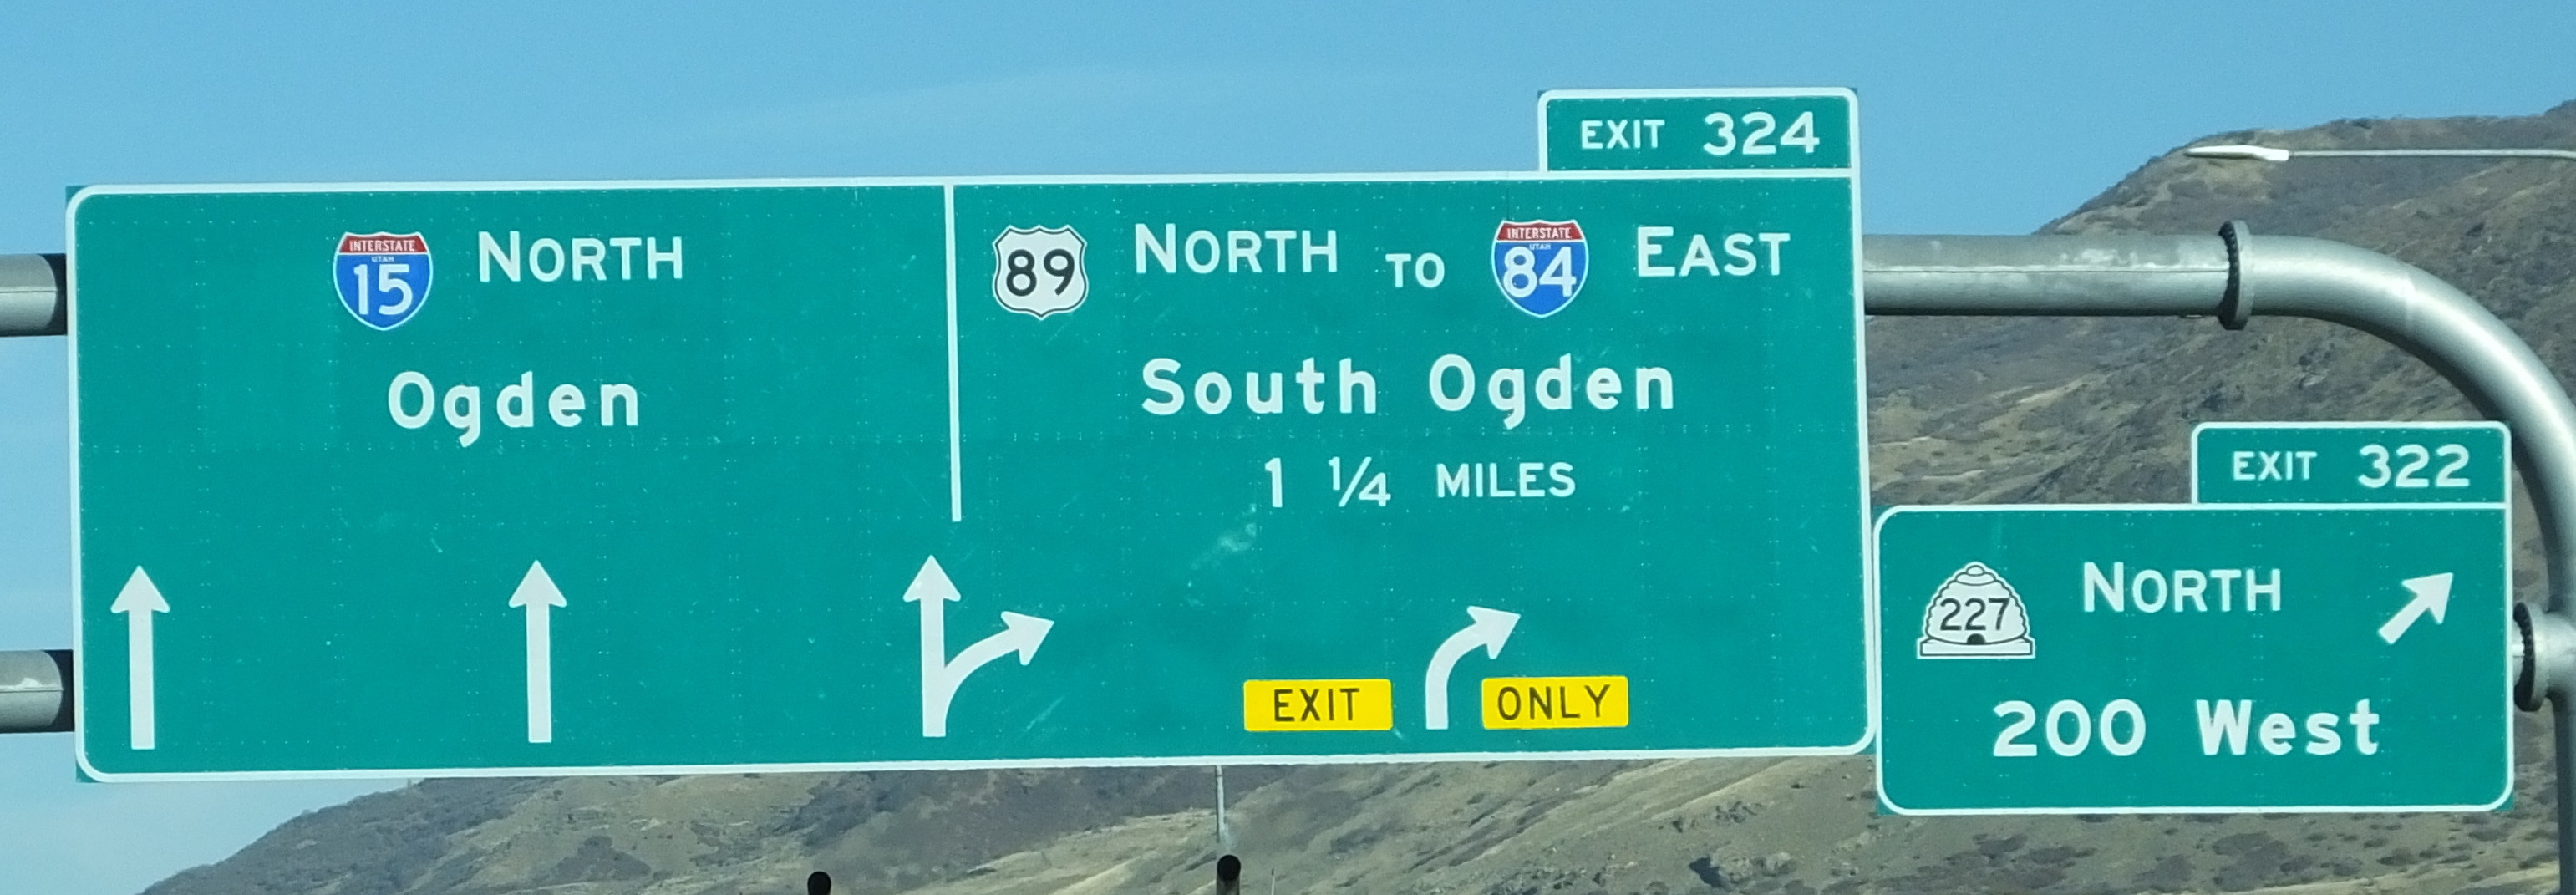 INTERSTATE
UTAH
15 NORTH
Ogden
EXIT 324
89 NORTH TO INTERSTATE UTAH 84 EAST
South Ogden
1 ¼ MILES
EXIT ONLY
EXIT 322
227 NORTH
200 West